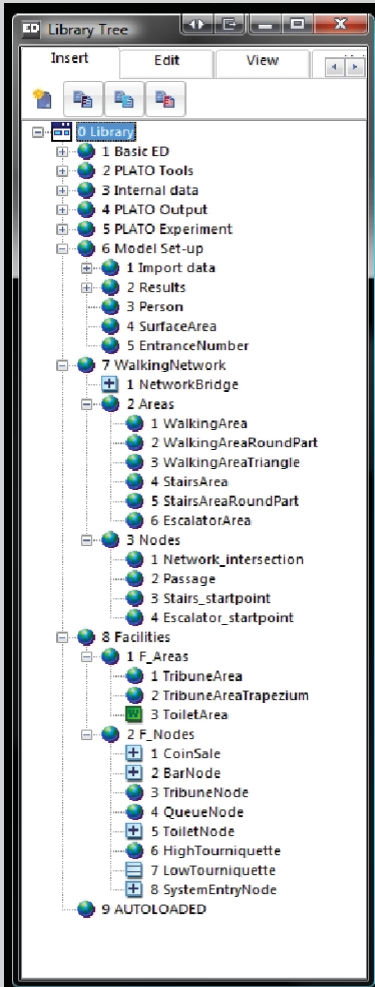 ED Library Tree
Insert Edit View
0 Library
1 Basic ED
2 PLATO Tools
3 Internal data
4 PLATO Output
5 PLATO Experiment
6 Model Set-up
1 Import data
2 Results
3 Person
4 SurfaceArea
5 EntranceNumber
7 WalkingNetwork
1 NetworkBridge
2 Areas
1 WalkingArea
2 WalkingAreaRoundPart
3 WalkingAreaTriangle
4 StairsArea
5 StairsAreaRoundPart
6 EscalatorArea
3 Nodes
1 Network_intersection
2 Passage
3 Stairs_startpoint
4 Escalator_startpoint
8 Facilities
1 F_Areas
1 TribuneArea
2 TribuneAreaTrapezium
W 3 ToiletArea
2 F_Nodes
1 CoinSale
2 BarNode
3 TribuneNode
4 QueueNode
5 ToiletNode
6 HighTourniquette
7 LowTourniquette
8 SystemEntryNode
9 AUTOLOADED